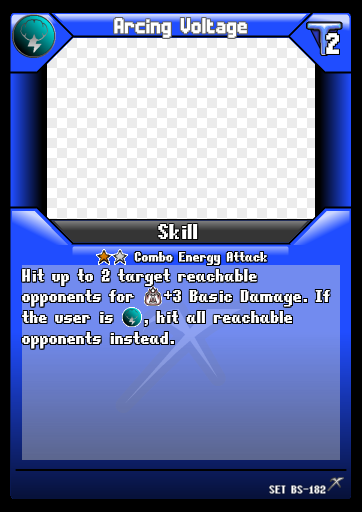 Arcing Voltage
2
Skill
Combo Energy Attack
Hit up to 2 target reachable
opponents for +3 Basic Damage. If
the user is , hit all reachable
opponents instead.
SET BS-182